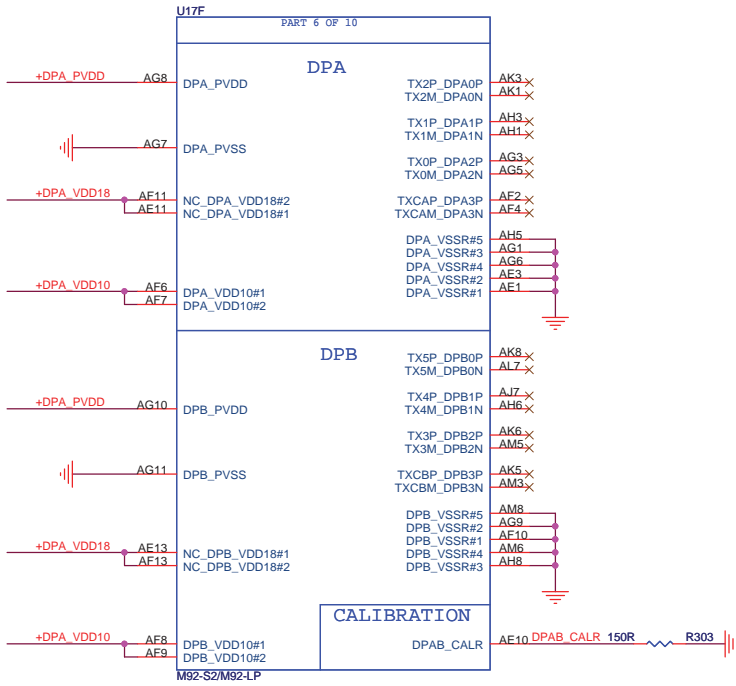 U17F
PART 6 OF 10
DPA
+DPA_PVDD AG8 DPA_PVDD TX2P_DPA0P AK3
TX2M_DPA0N AK1
TX1P_DPA1P AH3
TX1M_DPA1N AH1
AG7 DPA_PVSS
TX0P_DPA2P AG3
TX0M_DPA2N AG5
+DPA_VDD18 AF11 NC_DPA_VDD18#2 TXCAP_DPA3P AF2
AE11 NC_DPA_VDD18#1 TXCAM_DPA3N AF4
DPA_VSSR#5 AH5
DPA_VSSR#3 AG1
DPA_VSSR#4 AG6
DPA_VSSR#2 AE3
+DPA_VDD10 AF6 DPA_VDD10#1 DPA_VSSR#1 AE1
AF7 DPA_VDD10#2
DPB
TX5P_DPB0P AK8
TX5M_DPB0N AL7
TX4P_DPB1P AJ7
+DPA_PVDD AG10 DPB_PVDD TX4M_DPB1N AH6
TX3P_DPB2P AK6
TX3M_DPB2N AM5
AG11 DPB_PVSS TXCBP_DPB3P AK5
TXCBM_DPB3N AM3
DPB_VSSR#5 AM8
DPB_VSSR#2 AG9
DPB_VSSR#1 AF10
+DPA_VDD18 AE13 NC_DPB_VDD18#1 DPB_VSSR#4 AM6
AF13 NC_DPB_VDD18#2 DPB_VSSR#3 AH8
CALIBRATION
+DPA_VDD10 AF8 DPB_VDD10#1 DPAB_CALR AE10 DPAB_CALR 150R R303
AF9 DPB_VDD10#2
M92-S2/M92-LP